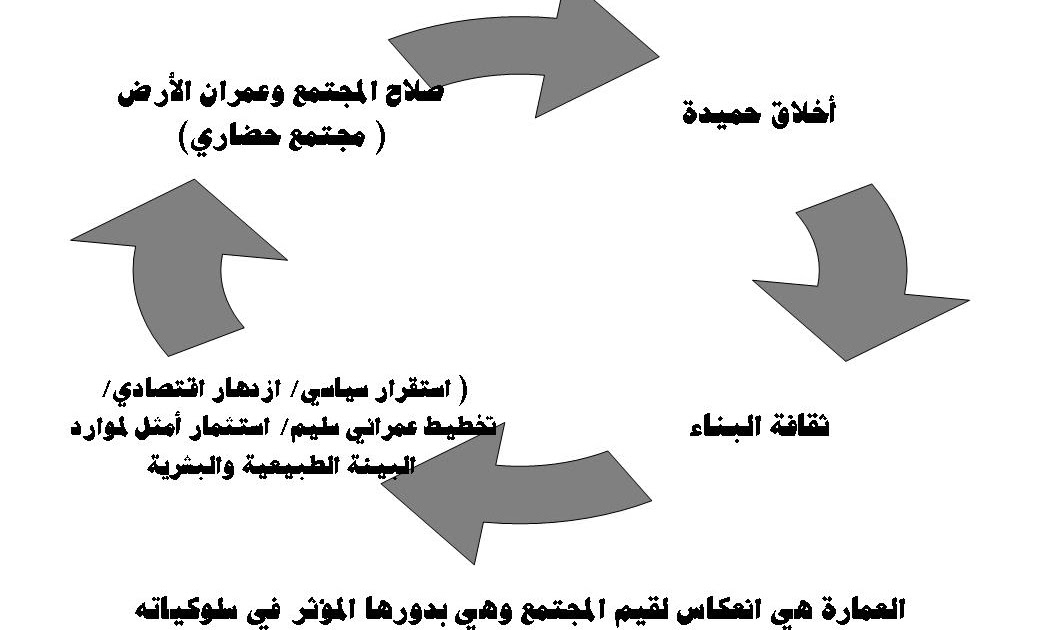 صلاح المجتمع وعمران الأرض
( مجتمع حضاري)
أخلاق حميدة
ثقافة البناء
( استقرار سياسي/ ازدهار اقتصادي/
تخطيط عمراني سليم/ استثمار أمثل لموارد
البيئة الطبيعية والبشرية
العمارة هي انعكاس لقيم المجتمع وهي بدورها المؤثر في سلوكياته